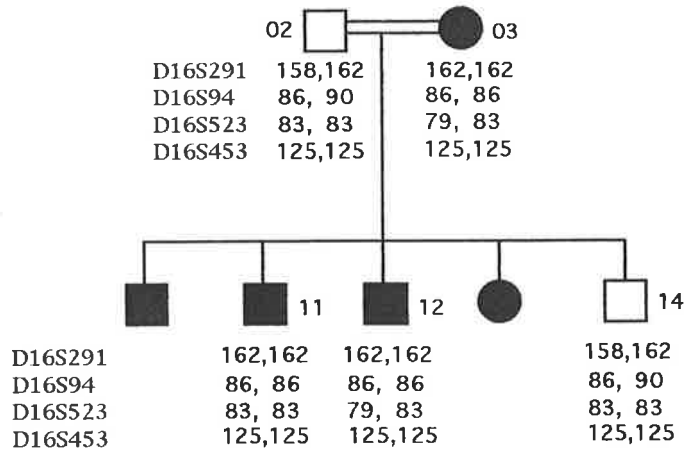 02 03
D16S291 158,162 162,162
D16S94 86, 90 86, 86
D16S523 83, 83 79, 83
D16S453 125,125 125,125
11 12 14
D16S291 162,162 162,162 158,162
D16S94 86, 86 86, 86 86, 90
D16S523 83, 83 79, 83 83, 83
D16S453 125,125 125,125 125,125